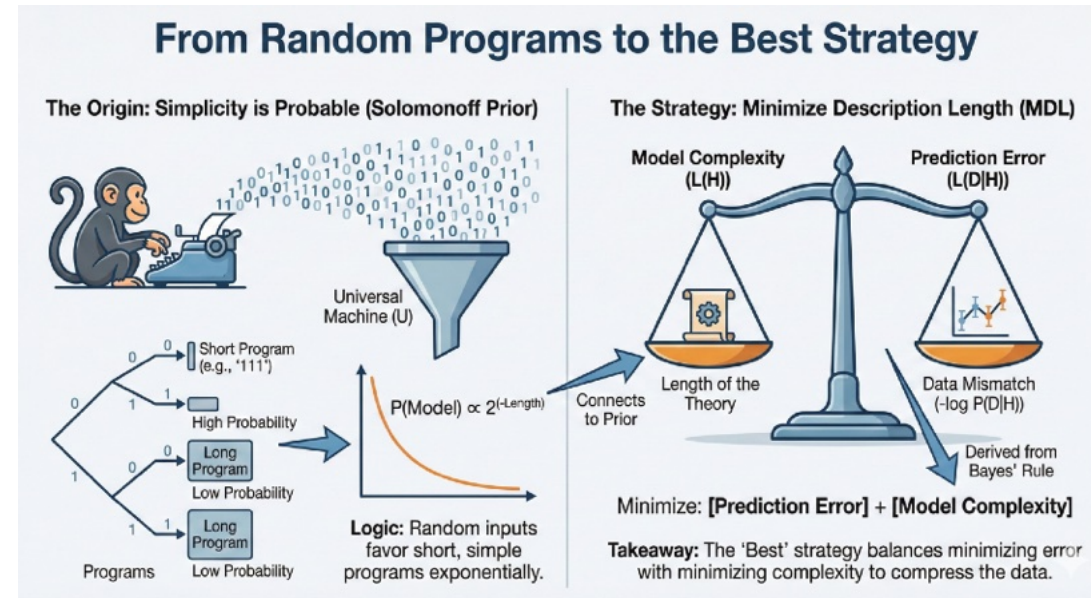 From Random Programs to the Best Strategy
The Origin: Simplicity is Probable (Solomonoff Prior)
Universal
Machine (U)
0
1
0
1
0
1
0
1
0
1
Short Program
(e.g., '111')
High Probability
Long
Program
Low Probability
Long
Program
Low Probability
Programs
P(Model) ∝ 2(-Length)
Logic: Random inputs
favor short, simple
programs exponentially.
The Strategy: Minimize Description Length (MDL)
Model Complexity
(L(H))
Prediction Error
(L(D|H))
Connects
to Prior
Length of the
Theory
Data Mismatch
(-log P(D|H))
Derived from
Bayes' Rule
Minimize: [Prediction Error] + [Model Complexity]
Takeaway: The 'Best' strategy balances minimizing error
with minimizing complexity to compress the data.